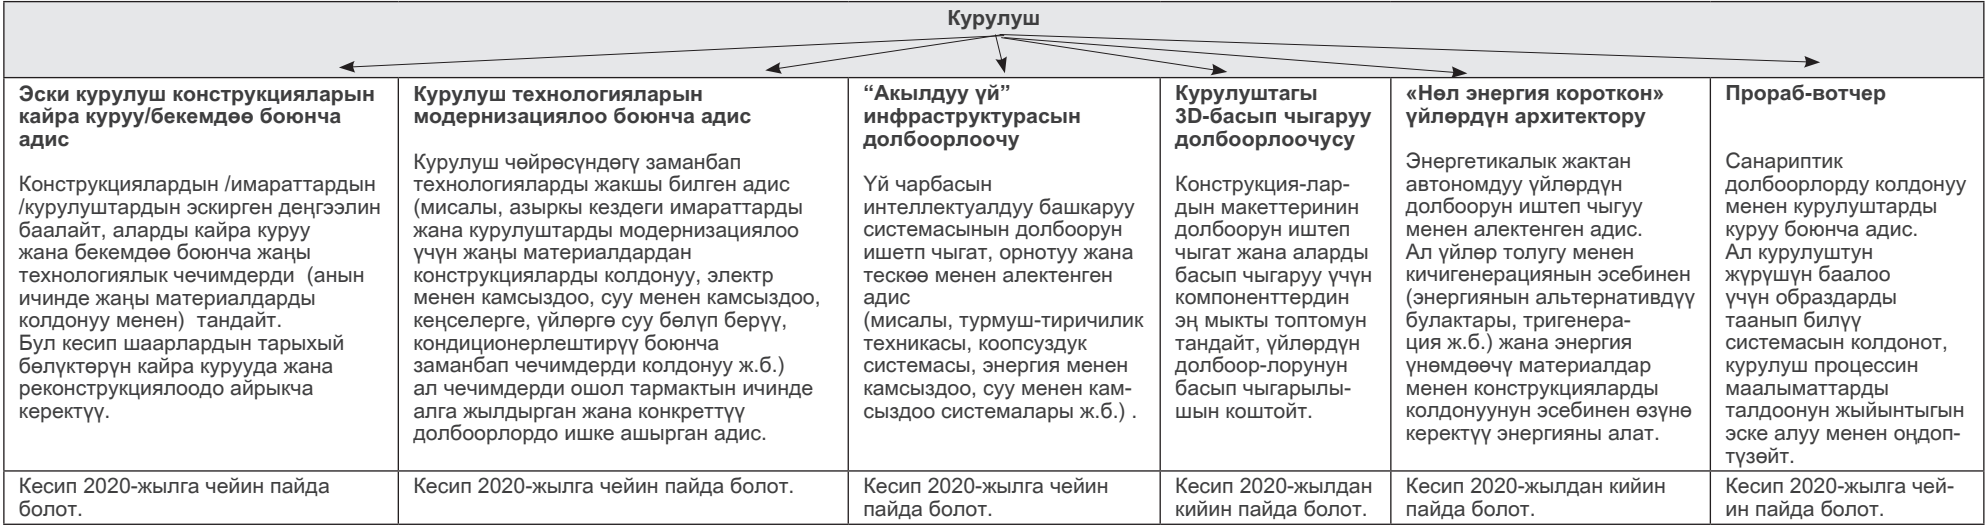 Курулуш
Эски курулуш конструкцияларын
кайра куруу/бекемдөө боюнча
адис
Конструкциялардын /имараттардын
/курулуштардын эскирген деңгээлин
баалайт, аларды кайра куруу
жана бекемдөө боюнча жаңы
технологиялык чечимдерди (анын
ичинде жаңы материалдарды
колдонуу менен) тандайт.
Бул кесип шаарлардын тарыхый
бөлүктөрүн кайра курууда жана
реконструкциялоодо айрыкча
керектүү.
Кесип 2020-жылга чейин пайда
болот.
Курулуш технологияларын
модернизациялоо боюнча адис
Курулуш чөйрөсүндөгү заманбап
технологияларды жакшы билген адис
(мисалы, азыркы кездеги имараттарды
жана курулуштарды модернизациялоо
үчүн жаңы материалдардан
конструкцияларды колдонуу, электр
менен камсыздоо, суу менен камсыздоо,
кеңселерге, үйлөргө суу бөлүп берүү,
кондиционерлештирүү боюнча
заманбап чечимдерди колдонуу ж.б.)
ал чечимдерди ошол тармактын ичинде
алга жылдырган жана конкреттүү
долбоорлордо ишке ашырган адис.
Кесип 2020-жылга чейин пайда болот.
“Акылдуу үй”
инфраструктурасын
долбоорлоочу
Үй чарбасын
интеллектуалдуу башкаруу
системасынын долбоорун
ишетп чыгат, орнотуу жана
тескөө менен алектенген
адис
(мисалы, турмуш-тиричилик
техникасы, коопсуздук
системасы, энергия менен
камсыздоо, суу менен кам-
сыздоо системалары ж.б.) .
Кесип 2020-жылга чейин
пайда болот.
Курулуштагы
3D-басып чыгаруу
долбоорлоочусу
Конструкция-лар-
дын макеттеринин
долбоорун иштеп
чыгат жана аларды
басып чыгаруу үчүн
компоненттердин
эң мыкты топтомун
тандайт, үйлөрдүн
долбоор-лорунун
басып чыгарылы-
шын коштойт.
Кесип 2020-жылдан
кийин пайда болот.
«Нөл энергия короткон»
үйлөрдүн архитектору
Энергетикалык жактан
автономдуу үйлөрдүн
долбоорун иштеп чыгуу
менен алектенген адис.
Ал үйлөр толугу менен
кичигенерациянын эсебинен
(энергиянын альтернативдүү
булактары, тригенера-
ция ж.б.) жана энергия
үнөмдөөчү материалдар
менен конструкцияларды
колдонуунун эсебинен өзүнө
керектүү энергияны алат.
Кесип 2020-жылдан кийин
пайда болот.
Прораб-вотчер
Санариптик
долбоорлорду колдонуу
менен курулуштарды
куруу боюнча адис.
Ал курулуштун
жүрүшүн баалоо
үчүн образдарды
таанып билүү
системасын колдонот,
курулуш процессин
маалыматтарды
талдоонун жыйынтыгын
эске алуу менен оңдоп-
түзөйт.
Кесип 2020-жылга чей-
ин пайда болот.